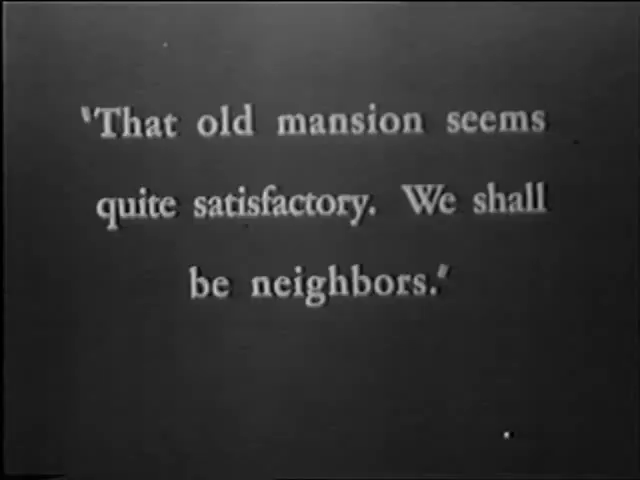 "That old mansion seems
quite satisfactory. We shall
be neighbors."